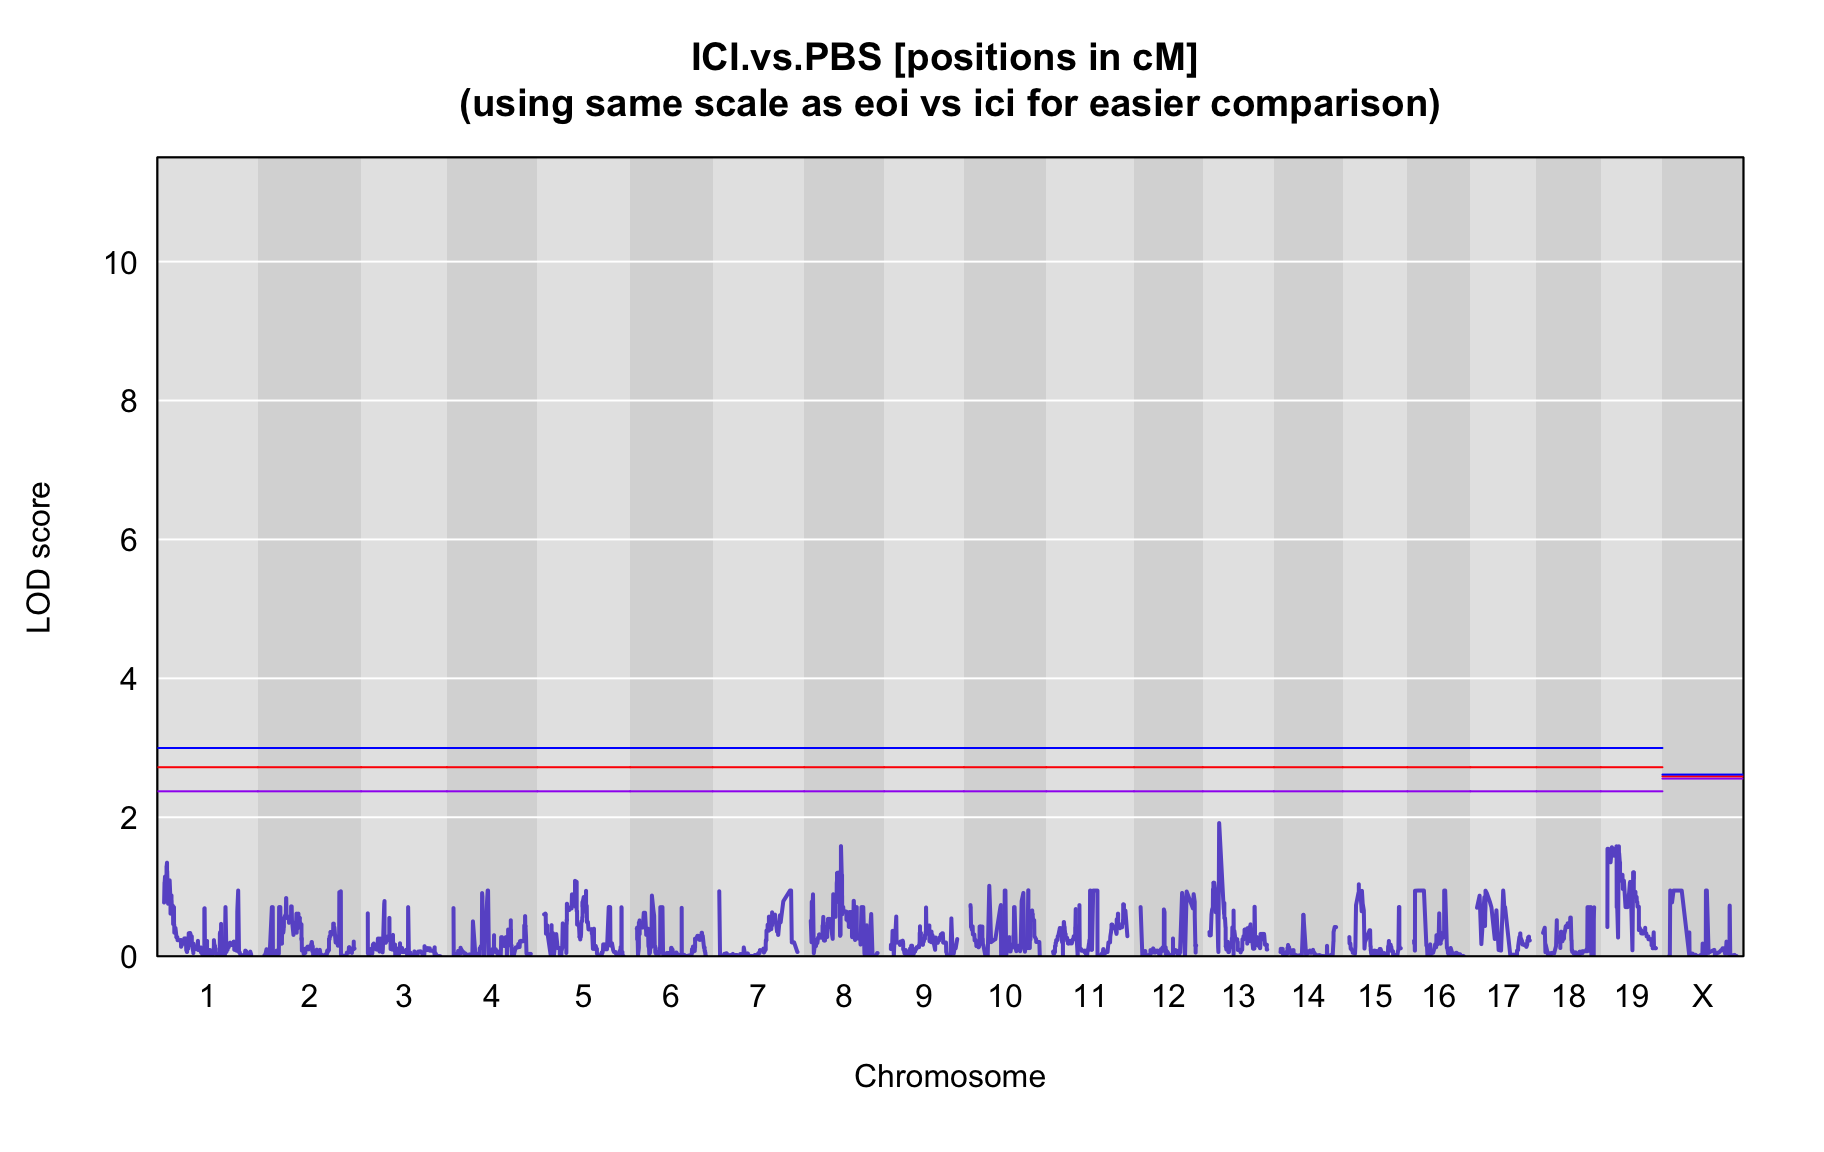 ICI.vs.PBS [positions in cM]
(using same scale as eoi vs ici for easier comparison)
10
8
6
4
2
0
LOD score
1 2 3 4 5 6 7 8 9 10 11 12 13 14 15 16 17 18 19 X
Chromosome